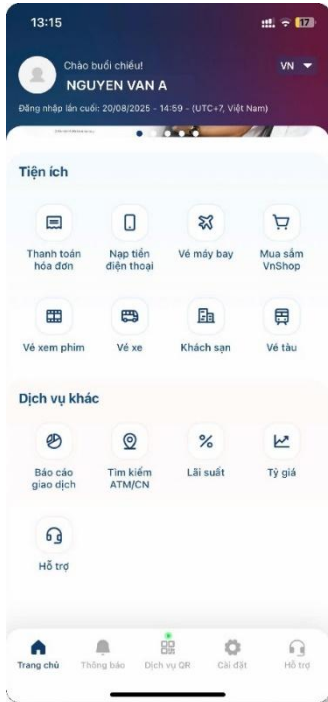 13:15
17
Chào buổi chiều!
VN
NGUYEN VAN A
Đăng nhập lần cuối: 20/08/2025 - 14:59 - (UTC+7, Việt Nam)
Tiện ích
Thanh toán Nạp tiền Vé máy bay Mua sắm
hóa đơn điện thoại VnShop
Vé xem phim Vé xe Khách sạn Vé tàu
Dịch vụ khác
Báo cáo Tìm kiếm Lãi suất Tỷ giá
giao dịch ATM/CN
Hỗ trợ
Trang chủ Thông báo Dịch vụ QR Cài đặt Hỗ trợ